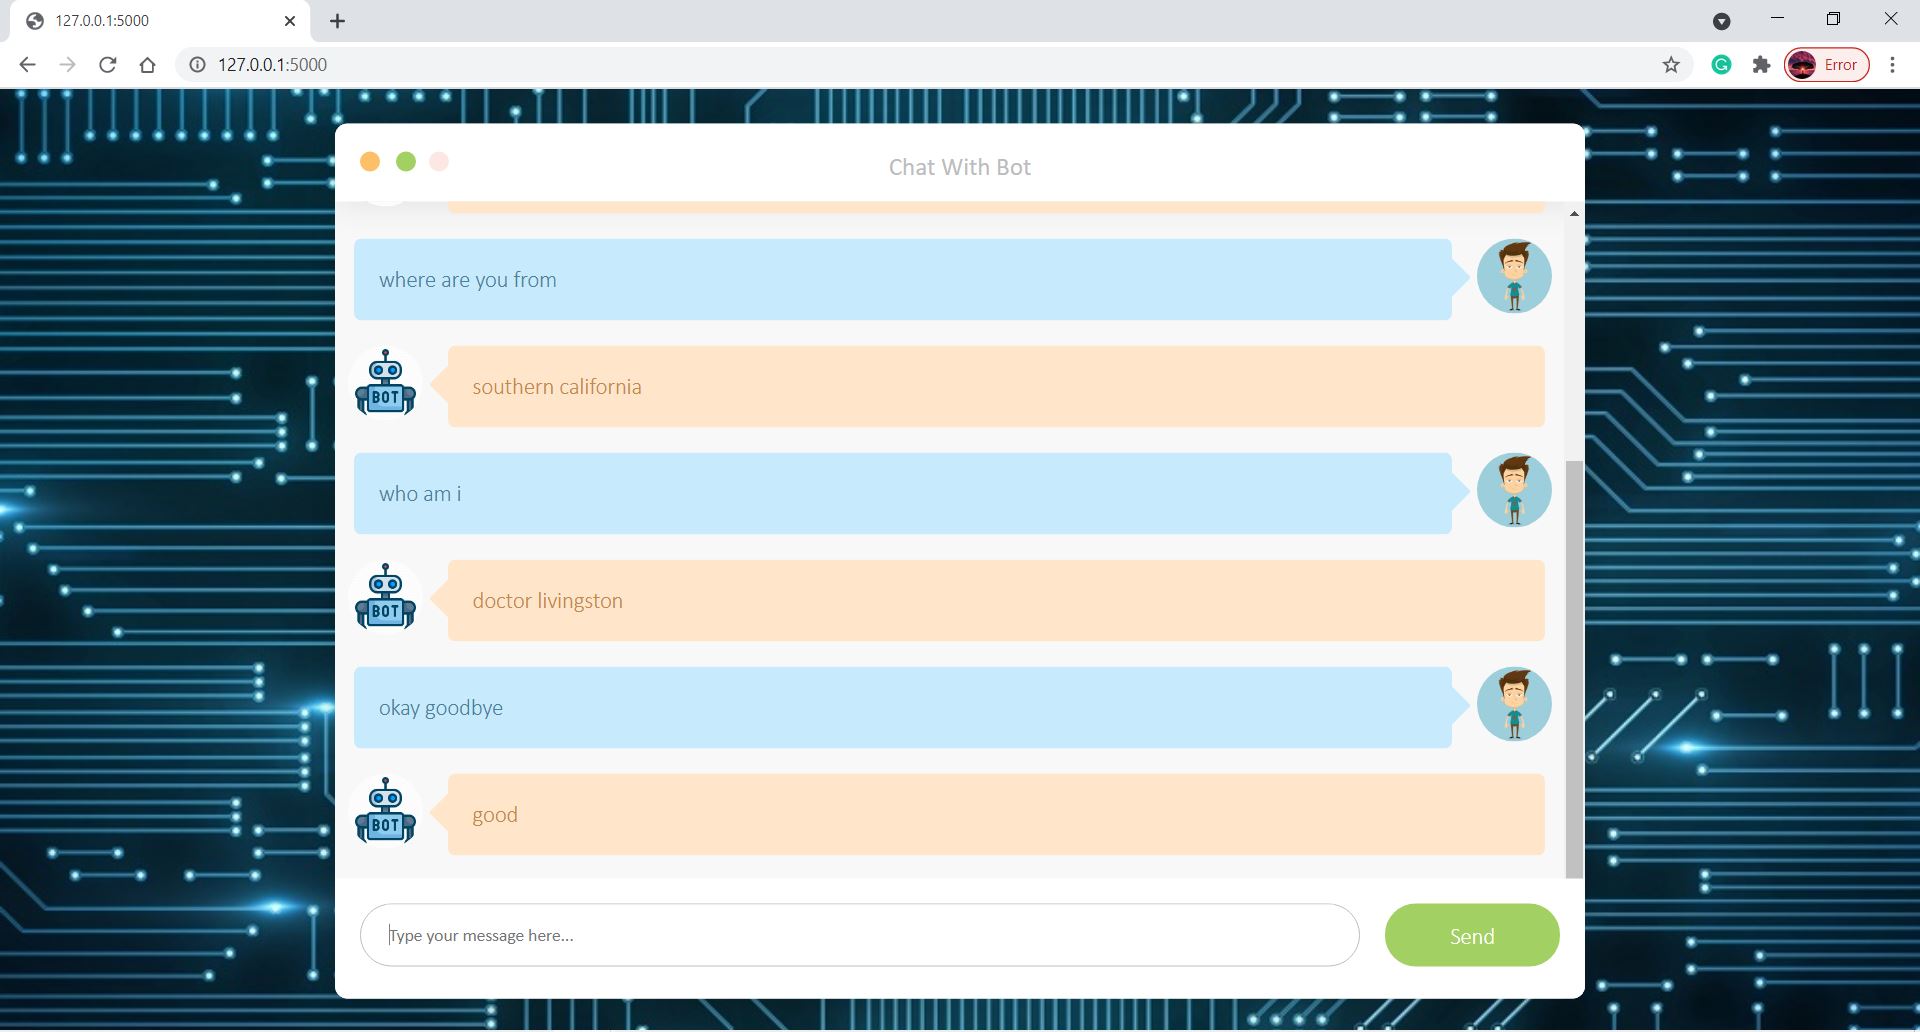 127.0.0.1:5000
127.0.0.1:5000
Error
Chat With Bot
where are you from
BOT
southern california
who am i
BOT
doctor livingston
okay goodbye
BOT
good
Type your message here...
Send